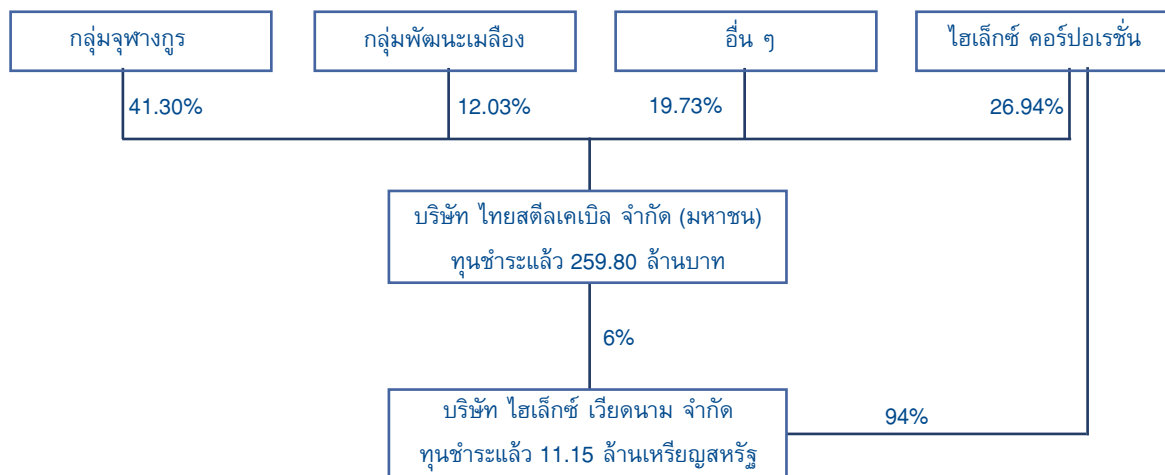 กลุ่มจุฬางกูร
กลุ่มพัฒนะเมลือง
อื่น ๆ
ไฮเล็กซ์ คอร์ปอเรชั่น
41.30%
12.03%
19.73%
26.94%
บริษัท ไทยสตีลเคเบิล จำกัด (มหาชน)
ทุนชำระแล้ว 259.80 ล้านบาท
6%
บริษัท ไฮเล็กซ์ เวียดนาม จำกัด
ทุนชำระแล้ว 11.15 ล้านเหรียญสหรัฐ
94%